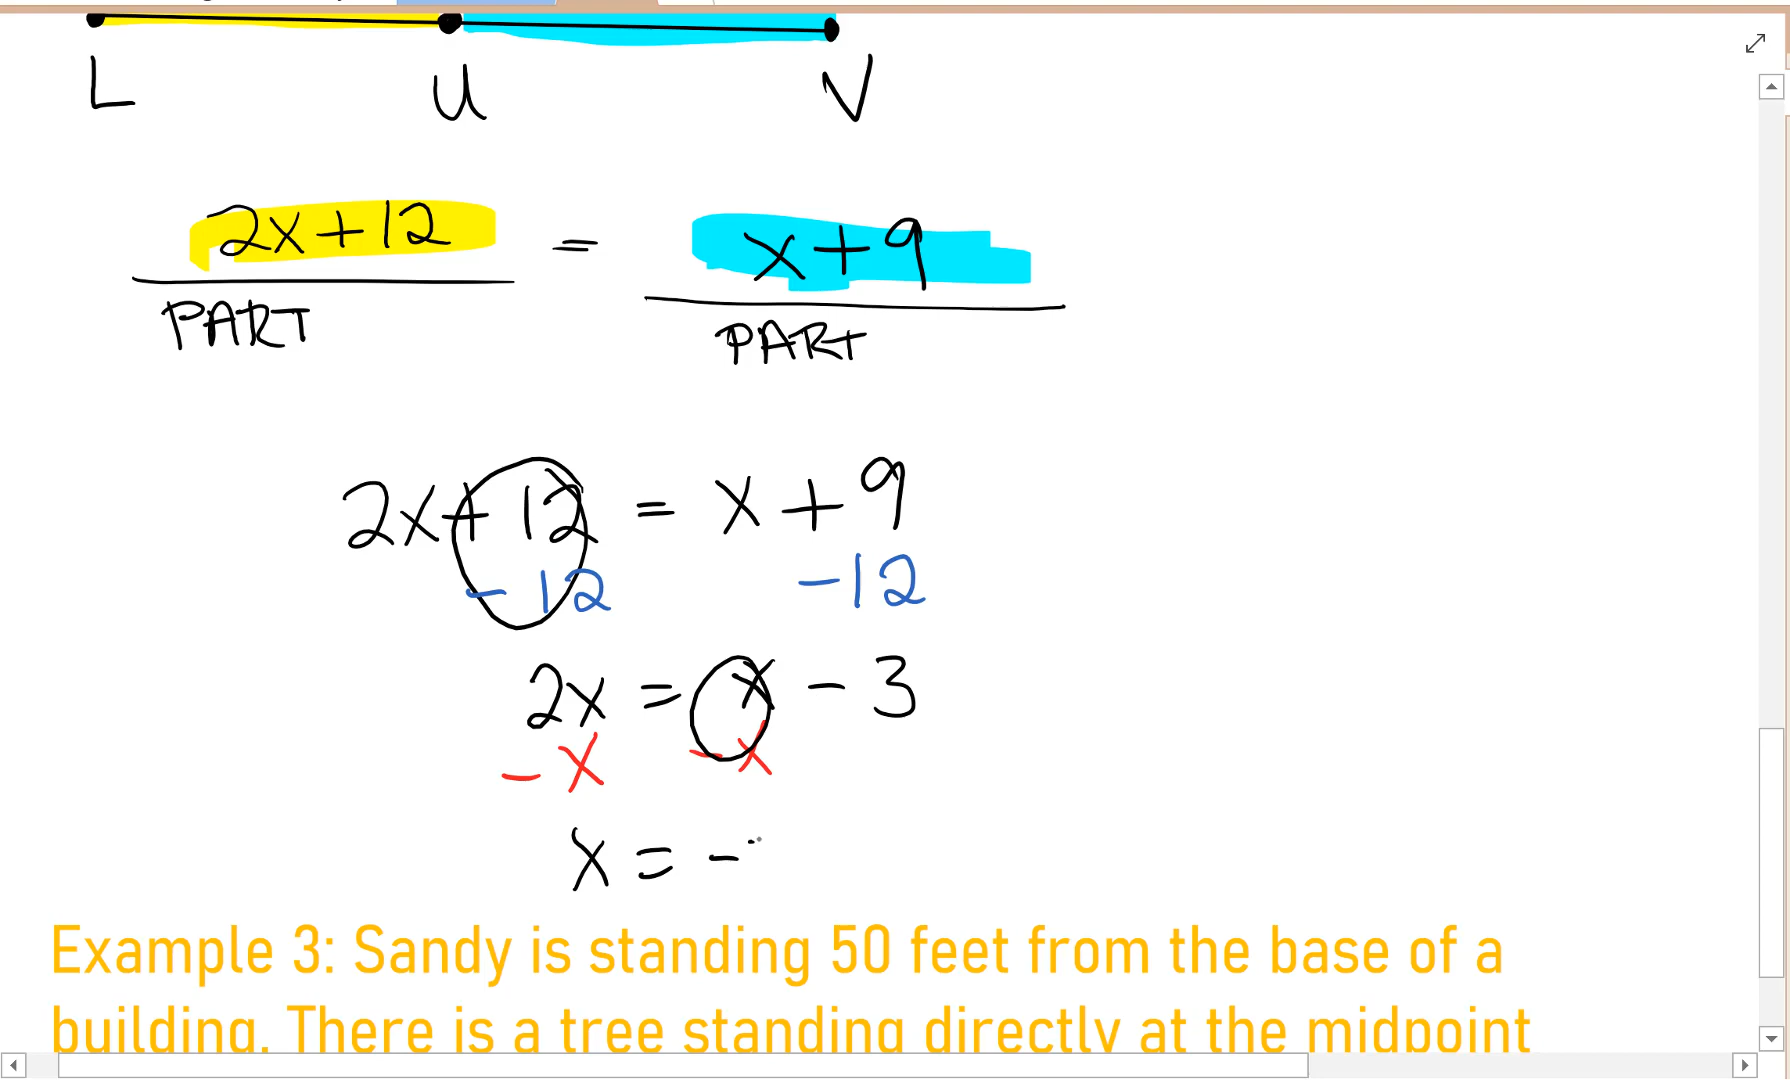 L U V
2x+12 = x+9
PART PART
2x+12 = x+9
-12 -12
2x = x - 3
-x -x
x = -
Example 3: Sandy is standing 50 feet from the base of a
building. There is a tree standing directly at the midpoint